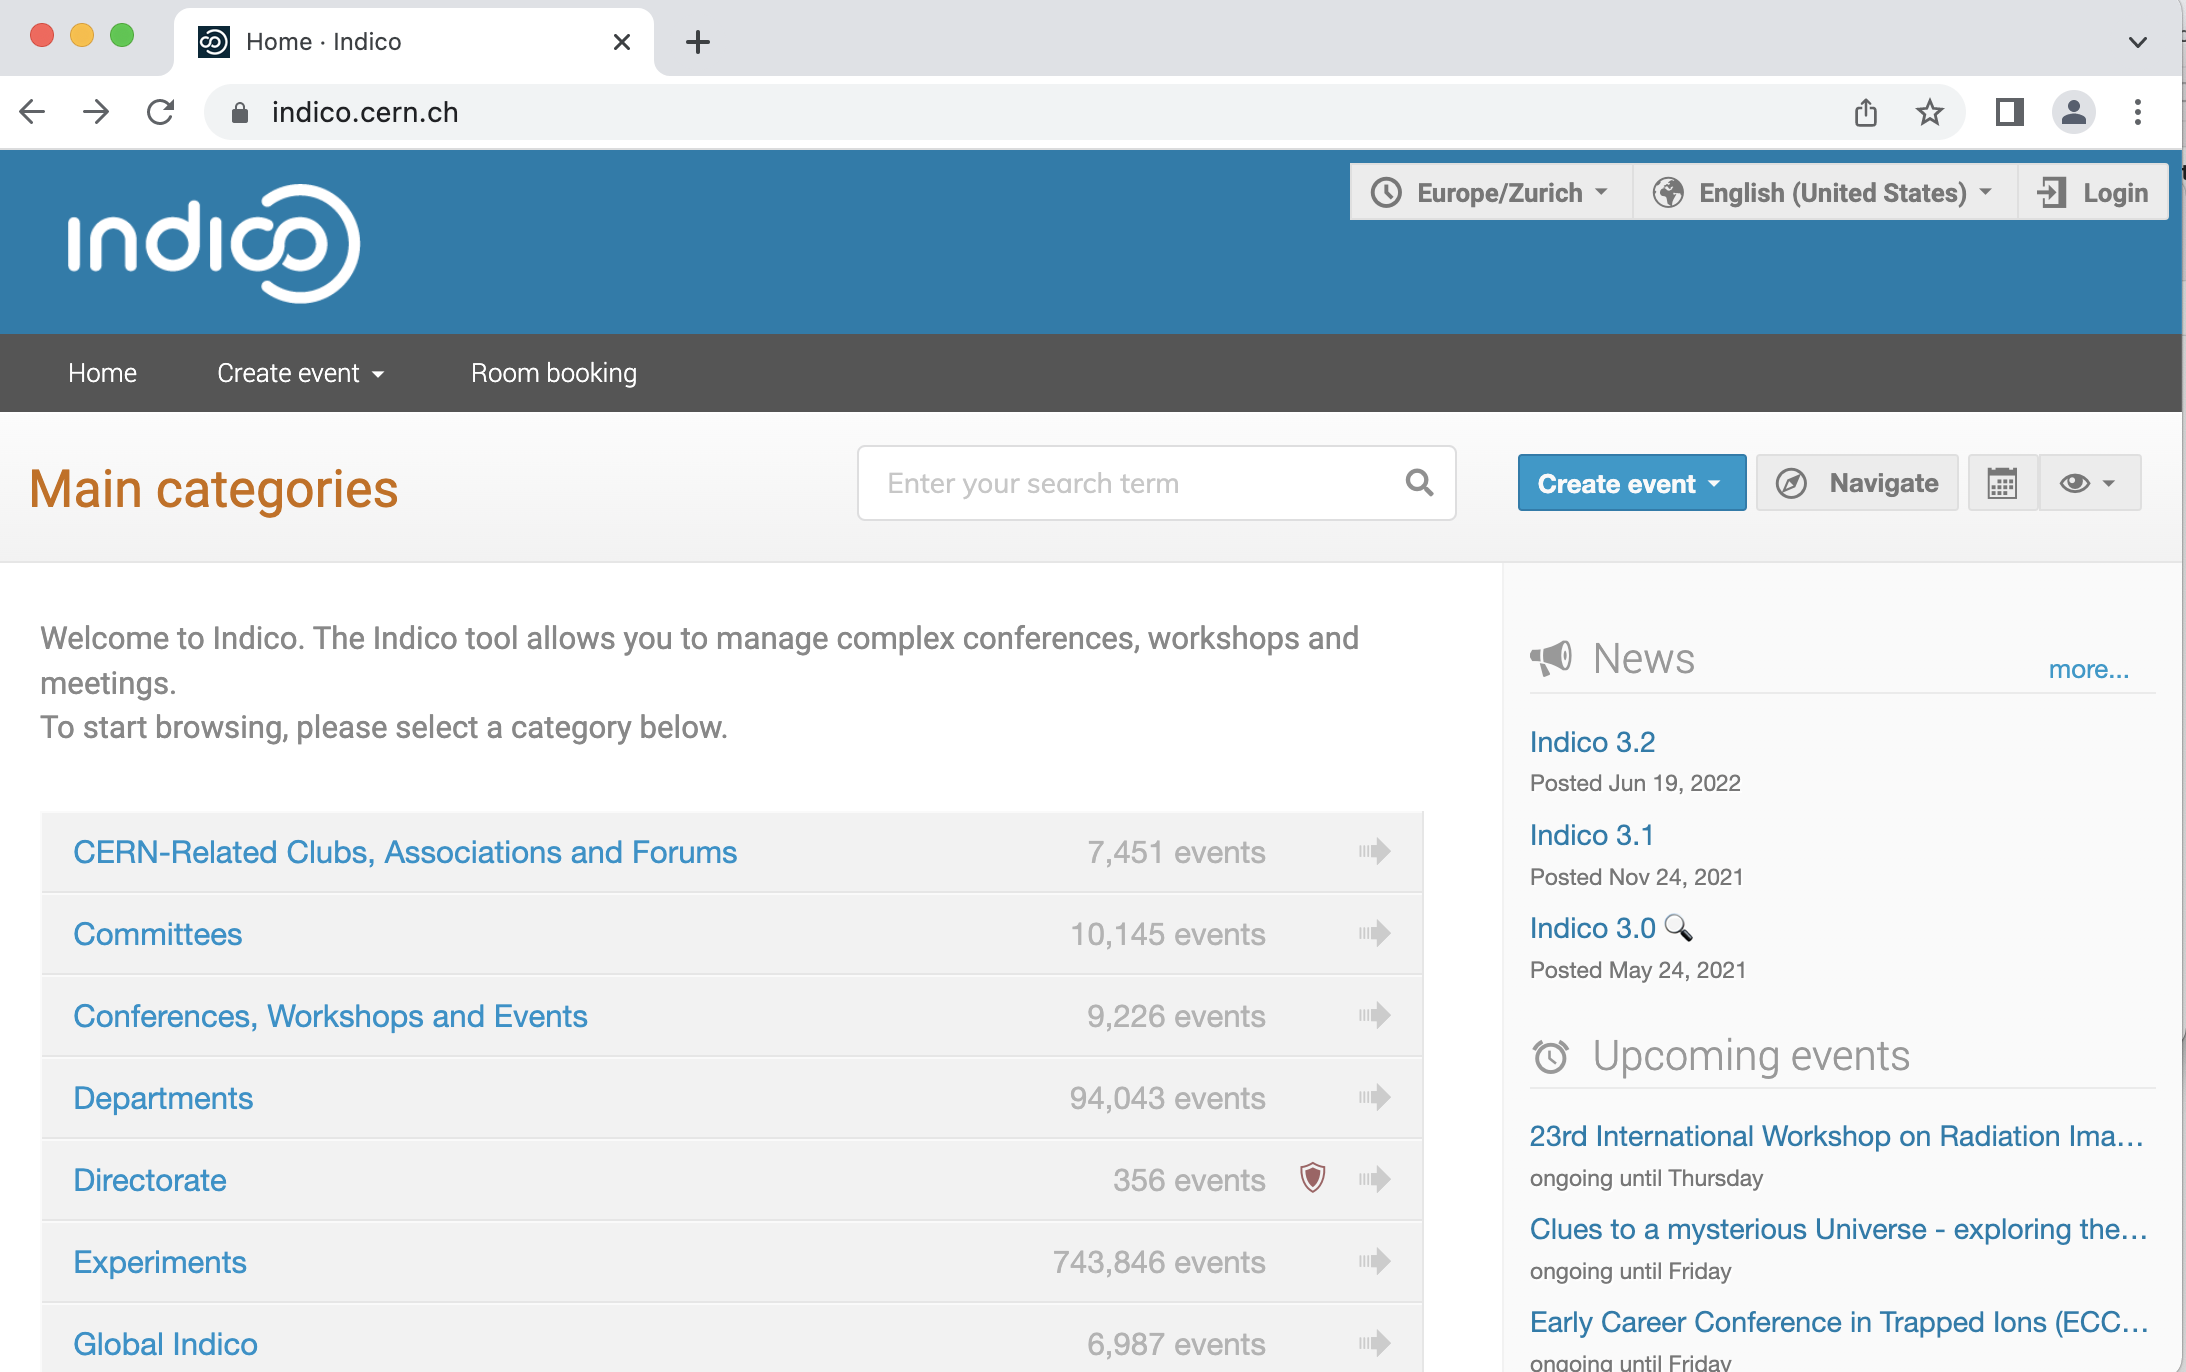 Home · Indico
indico.cern.ch
indico
Europe/Zurich
English (United States)
Login
Home
Create event
Room booking
Main categories
Enter your search term
Create event
Navigate
Welcome to Indico. The Indico tool allows you to manage complex conferences, workshops and
meetings.
To start browsing, please select a category below.
CERN-Related Clubs, Associations and Forums 7,451 events
Committees 10,145 events
Conferences, Workshops and Events 9,226 events
Departments 94,043 events
Directorate 356 events
Experiments 743,846 events
Global Indico 6,987 events
News
more...
Indico 3.2
Posted Jun 19, 2022
Indico 3.1
Posted Nov 24, 2021
Indico 3.0 🔍
Posted May 24, 2021
Upcoming events
23rd International Workshop on Radiation Ima...
ongoing until Thursday
Clues to a mysterious Universe - exploring the...
ongoing until Friday
Early Career Conference in Trapped Ions (ECC...
ongoing until Friday